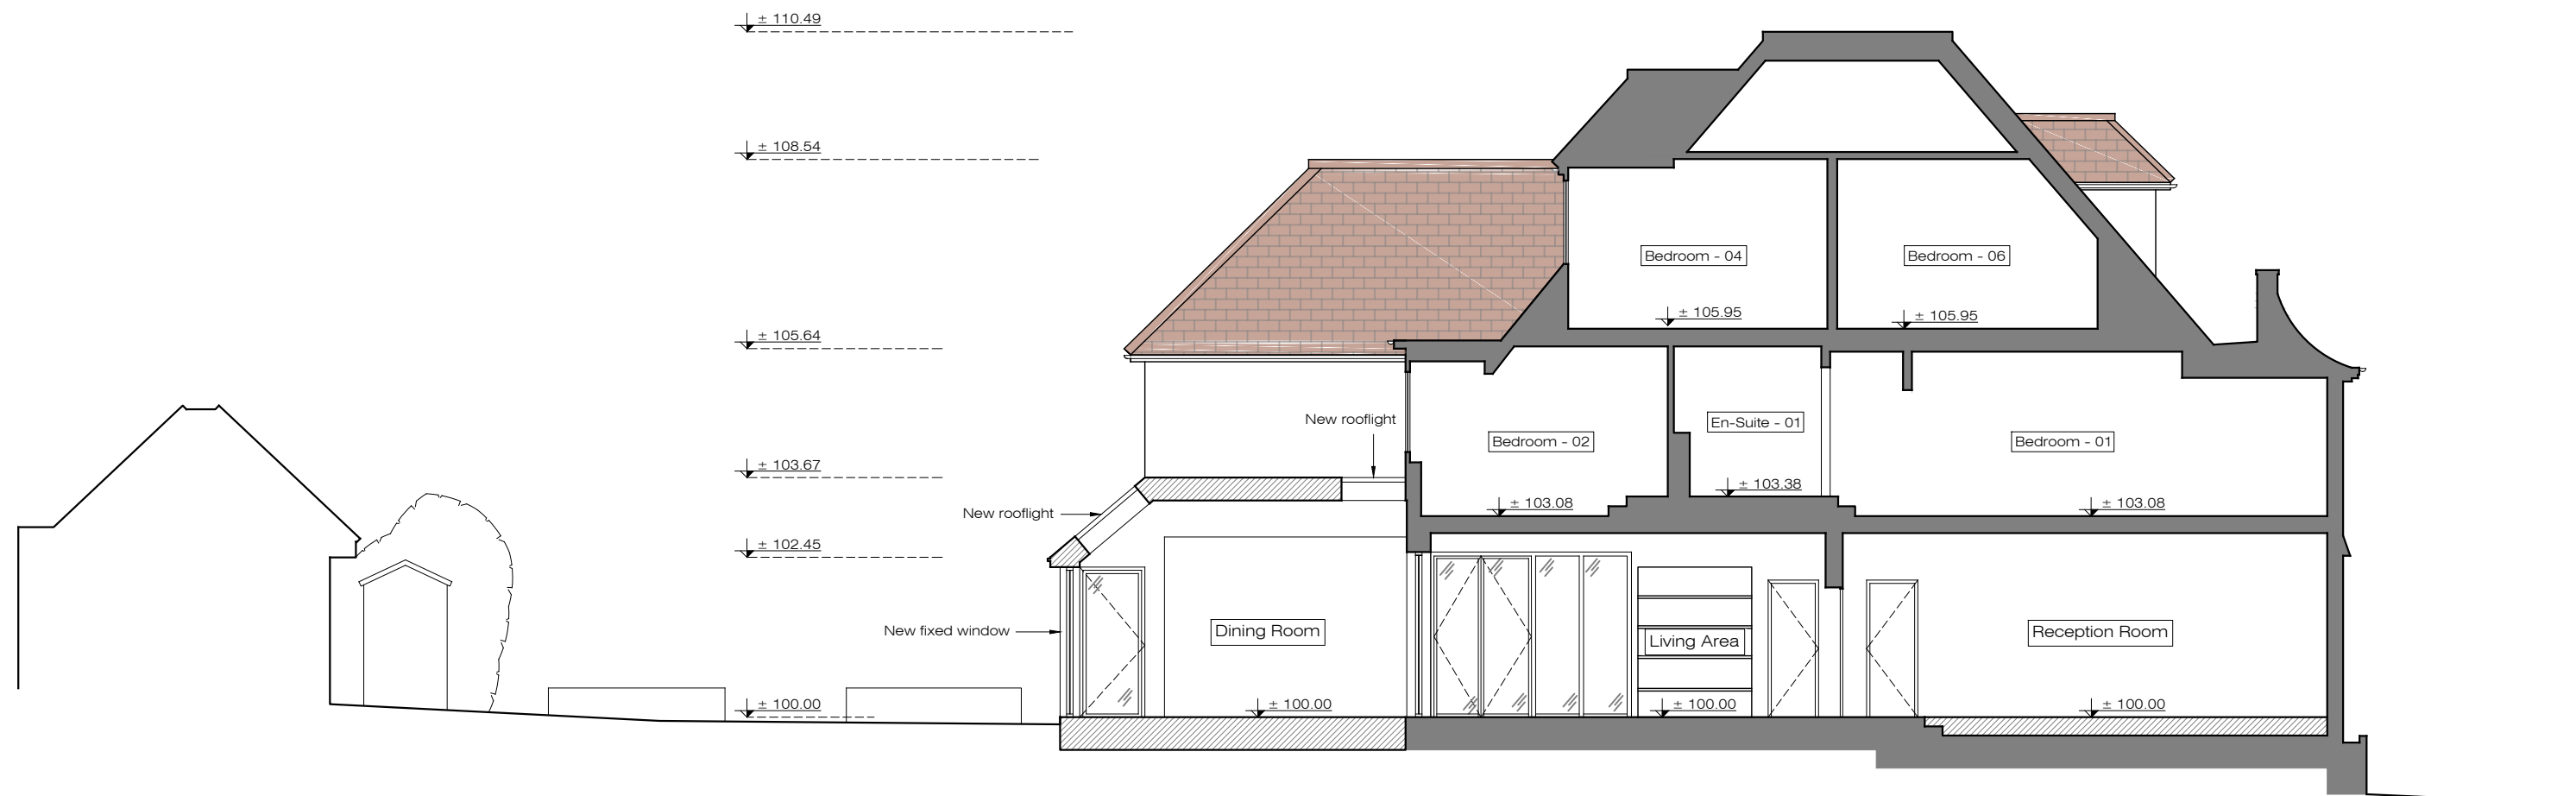 ± 110.49
± 108.54
Bedroom - 04
Bedroom - 06
± 105.95
± 105.95
± 105.64
New rooflight
En-Suite - 01
Bedroom - 02
Bedroom - 01
± 103.67
± 103.38
± 103.08
± 103.08
New rooflight
± 102.45
New fixed window
Dining Room
Living Area
Reception Room
± 100.00
± 100.00
± 100.00
± 100.00